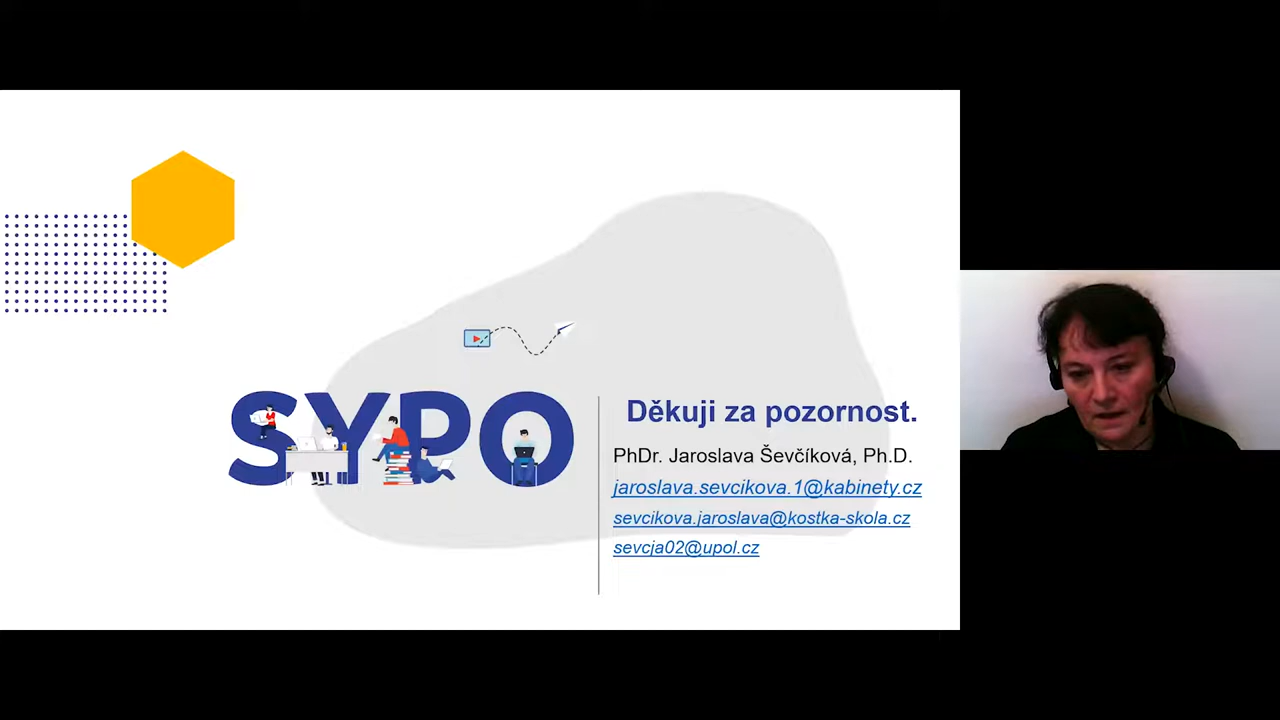 SYPO
Děkuji za pozornost.
PhDr. Jaroslava Ševčíková, Ph.D.
jaroslava.sevcikova.1@kabinety.cz
sevcikova.jaroslava@kostka-skola.cz
sevcja02@upol.cz